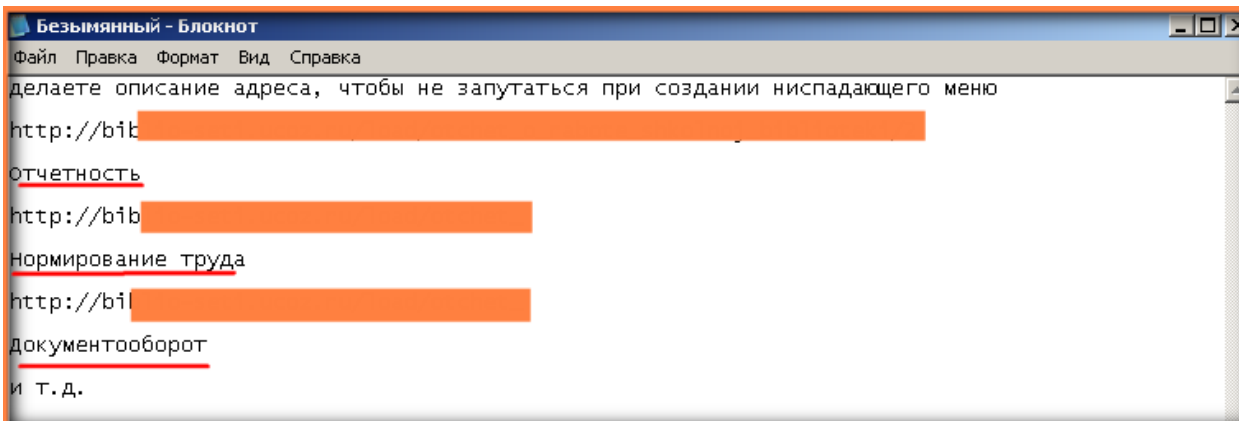 Безымянный - Блокнот
Файл Правка Формат Вид Справка
делаете описание адреса, чтобы не запутаться при создании ниспадающего меню
http://bib
Отчетность
http://bib
Нормирование труда
http://bi
Документооборот
и т.д.